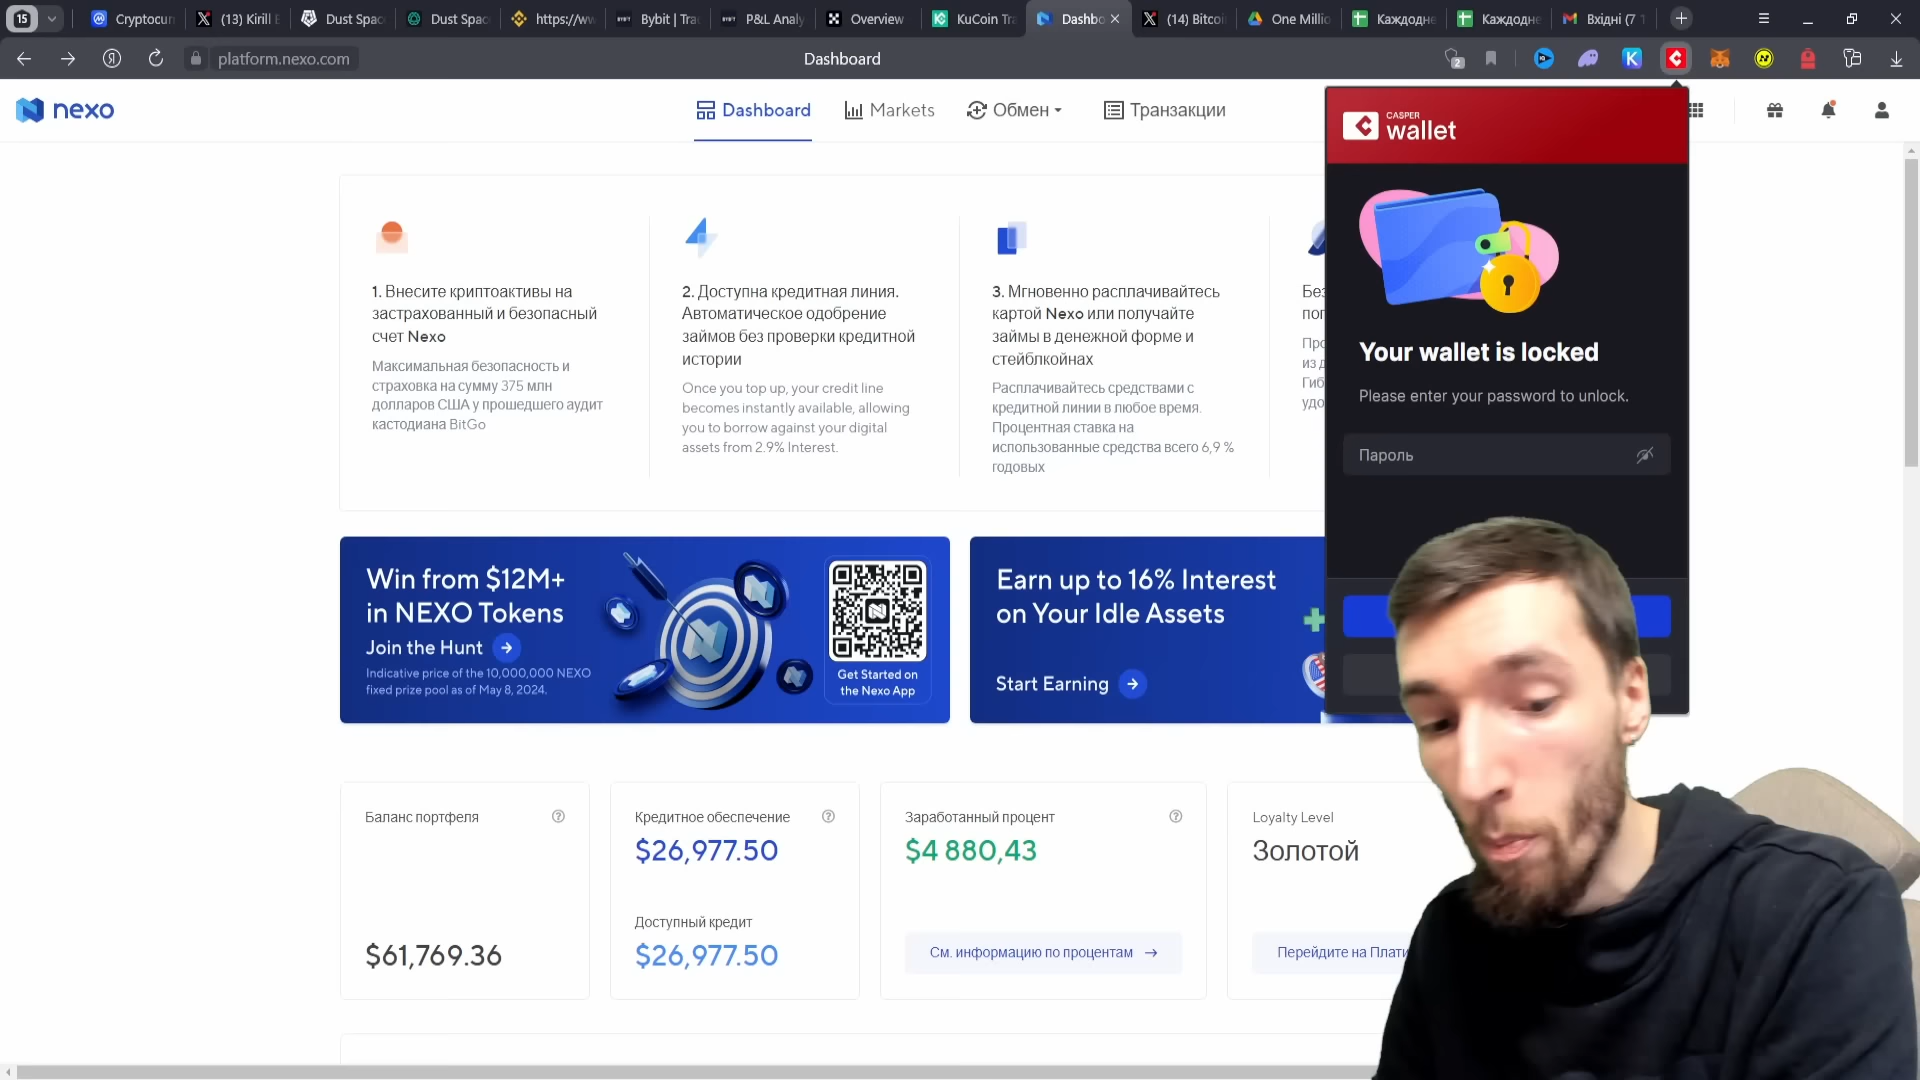 15
Cryptocur
(13) Kirill E
Dust Spac
Dust Spac
https://ww
Bybit | Tra
P&L Analy
Overview
KuCoin Tra
Dashbo
(14) Bitcoi
One Millio
Каждодне
Каждодне
Вхідні (7
platform.nexo.com
Dashboard
2
nexo
Dashboard
Markets
Обмен
Транзакции
1. Внесите криптоактивы на
застрахованный и безопасный
счет Nexo
Максимальная безопасность и
страховка на сумму 375 млн
долларов США у прошедшего аудит
кастодиана BitGo
2. Доступна кредитная линия.
Автоматическое одобрение
займов без проверки кредитной
истории
Once you top up, your credit line
becomes instantly available, allowing
you to borrow against your digital
assets from 2.9% Interest.
3. Мгновенно расплачивайтесь
картой Nexo или получайте
займы в денежной форме и
стейблкойнах
Расплачивайтесь средствами с
кредитной линии в любое время.
Процентная ставка на
использованные средства всего 6,9 %
годовых
Без
поп
Про
из д
Гиб
удо
CASPER
wallet
Your wallet is locked
Please enter your password to unlock.
Пароль
Win from $12M+
in NEXO Tokens
Join the Hunt
Indicative price of the 10,000,000 NEXO
fixed prize pool as of May 8, 2024.
Get Started on
the Nexo App
Earn up to 16% Interest
on Your Idle Assets
Start Earning
Баланс портфеля
$61,769.36
Кредитное обеспечение
$26,977.50
Доступный кредит
$26,977.50
Заработанный процент
$4 880,43
См. информацию по процентам
Loyalty Level
Золотой
Перейдите на Плати